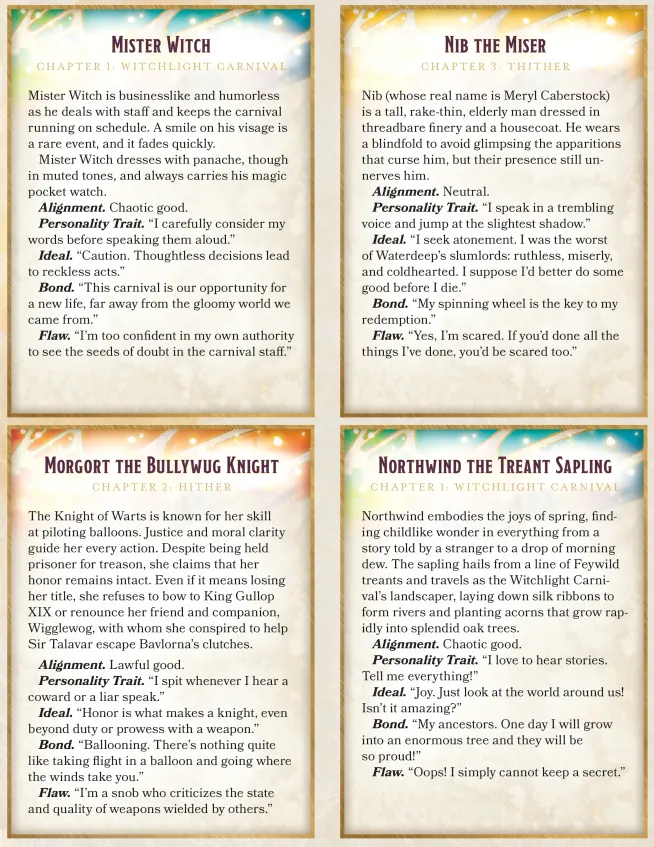 Mister Witch
CHAPTER 1: WITCHLIGHT CARNIVAL
Mister Witch is businesslike and humorless
as he deals with staff and keeps the carnival
running on schedule. A smile on his visage is
a rare event, and it fades quickly.
Mister Witch dresses with panache, though
in muted tones, and always carries his magic
pocket watch.
Alignment. Chaotic good.
Personality Trait. “I carefully consider my
words before speaking them aloud.”
Ideal. “Caution. Thoughtless decisions lead
to reckless acts.”
Bond. “This carnival is our opportunity for
a new life, far away from the gloomy world we
came from.”
Flaw. “I’m too confident in my own authority
to see the seeds of doubt in the carnival staff.”
Nib the Miser
CHAPTER 3: THITHER
Nib (whose real name is Meryl Caberstock)
is a tall, rake-thin, elderly man dressed in
threadbare finery and a housecoat. He wears
a blindfold to avoid glimpsing the apparitions
that curse him, but their presence still un-
nerves him.
Alignment. Neutral.
Personality Trait. “I speak in a trembling
voice and jump at the slightest shadow.”
Ideal. “I seek atonement. I was the worst
of Waterdeep’s slumlords: ruthless, miserly,
and coldhearted. I suppose I’d better do some
good before I die.”
Bond. “My spinning wheel is the key to my
redemption.”
Flaw. “Yes, I’m scared. If you’d done all the
things I’ve done, you’d be scared too.”
Morgort the Bullywug Knight
CHAPTER 2: HITHER
The Knight of Warts is known for her skill
at piloting balloons. Justice and moral clarity
guide her every action. Despite being held
prisoner for treason, she claims that her
honor remains intact. Even if it means losing
her title, she refuses to bow to King Gullop
XIX or renounce her friend and companion,
Wigglewog, with whom she conspired to help
Sir Talavar escape Bavlorna’s clutches.
Alignment. Lawful good.
Personality Trait. “I spit whenever I hear a
coward or a liar speak.”
Ideal. “Honor is what makes a knight, even
beyond duty or prowess with a weapon.”
Bond. “Ballooning. There’s nothing quite
like taking flight in a balloon and going where
the winds take you.”
Flaw. “I’m a snob who criticizes the state
and quality of weapons wielded by others.”
Northwind the Treant Sapling
CHAPTER 1: WITCHLIGHT CARNIVAL
Northwind embodies the joys of spring, find-
ing childlike wonder in everything from a
story told by a stranger to a drop of morning
dew. The sapling hails from a line of Feywild
treants and travels as the Witchlight Carni-
val’s landscaper, laying down silk ribbons to
form rivers and planting acorns that grow rap-
idly into splendid oak trees.
Alignment. Chaotic good.
Personality Trait. “I love to hear stories.
Tell me everything!”
Ideal. “Joy. Just look at the world around us!
Isn’t it amazing?”
Bond. “My ancestors. One day I will grow
into an enormous tree and they will be
so proud!”
Flaw. “Oops! I simply cannot keep a secret.”